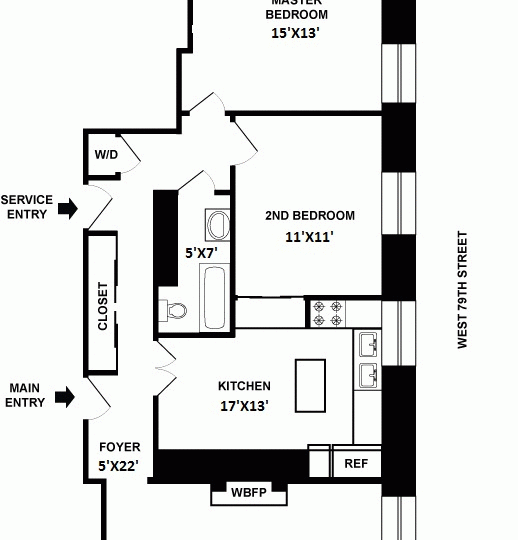 MASTER
BEDROOM
15'X13'
W/D
SERVICE
ENTRY
2ND BEDROOM
11'X11'
5'X7'
CLOSET
WEST 79TH STREET
MAIN
ENTRY
KITCHEN
17'X13'
FOYER
5'X22'
REF
WBFP